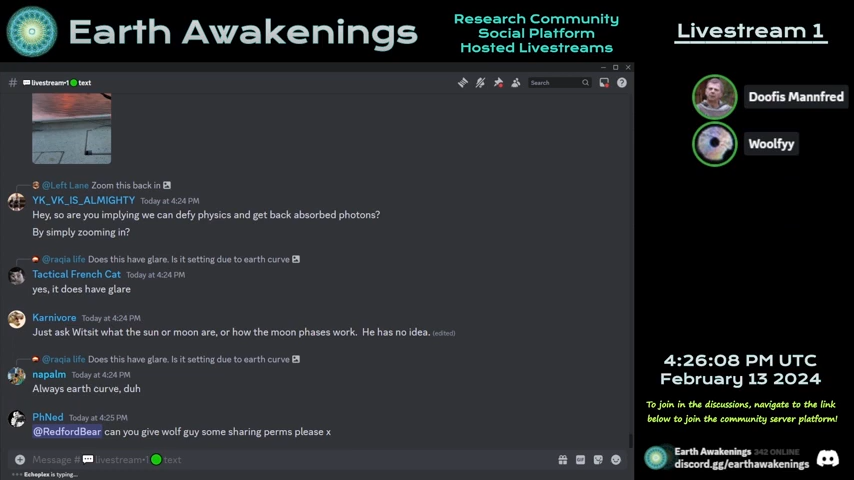 Earth Awakenings
Research Community
Social Platform
Hosted Livestreams
Livestream 1
# livestream•1 text
Search
Doofis Mannfred
Woolfyy
@Left Lane Zoom this back in
YK_VK_IS_ALMIGHTY Today at 4:24 PM
Hey, so are you implying we can defy physics and get back absorbed photons?
By simply zooming in?
@raqia life Does this have glare. Is it setting due to earth curve
Tactical French Cat Today at 4:24 PM
yes, it does have glare
Karnivore Today at 4:24 PM
Just ask Witsit what the sun or moon are, or how the moon phases work. He has no idea. (edited)
@raqia life Does this have glare. Is it setting due to earth curve
napalm Today at 4:24 PM
Always earth curve, duh
PhNed Today at 4:25 PM
@RedfordBear can you give wolf guy some sharing perms please x
Message # livestream•1 text
GIF
Echoplex is typing...
4:26:08 PM UTC
February 13 2024
To join in the discussions, navigate to the link
below to join the community server platform!
Earth Awakenings 342 ONLINE
discord.gg/earthawakenings